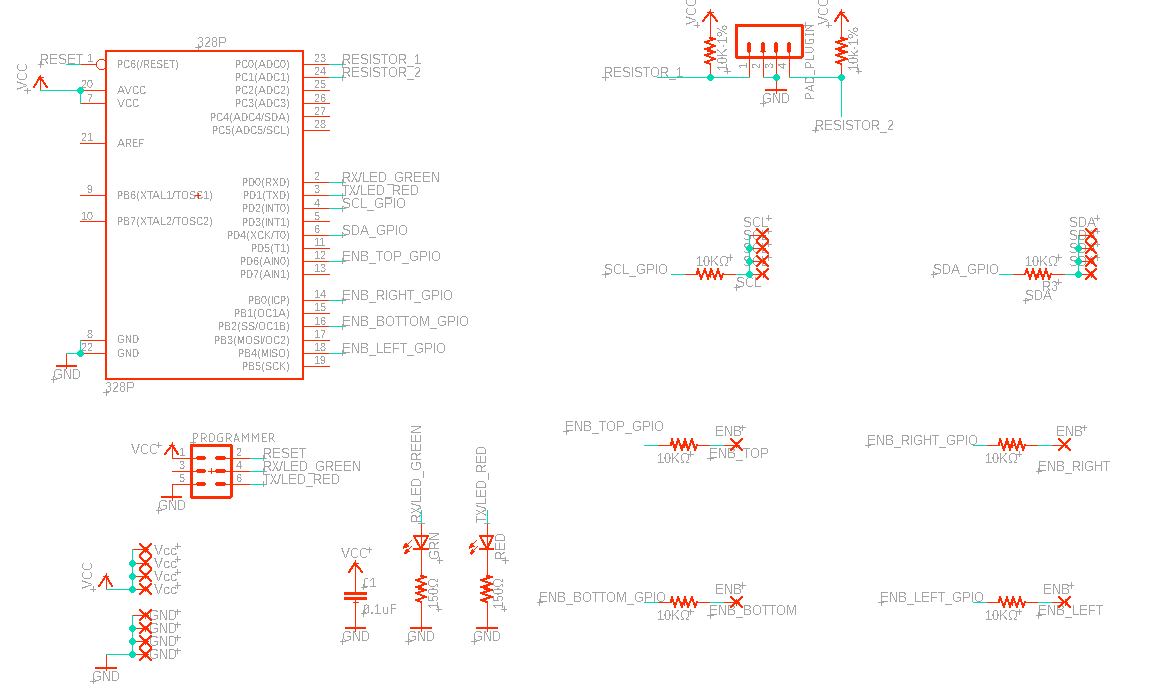 328P
RESET 1 PC6(/RESET)
VCC
20 AVCC
7 VCC
21 AREF
9 PB6(XTAL1/TOSC1)
10 PB7(XTAL2/TOSC2)
8 GND
22 GND
GND
328P
PC0(ADC0) 23 RESISTOR_1
PC1(ADC1) 24 RESISTOR_2
PC2(ADC2) 25
PC3(ADC3) 26
PC4(ADC4/SDA) 27
PC5(ADC5/SCL) 28
PD0(RXD) 2 RX/LED_GREEN
PD1(TXD) 3 TX/LED_RED
PD2(INT0) 4 SCL_GPIO
PD3(INT1) 5
PD4(XCK/T0) 6 SDA_GPIO
PD5(T1) 11
PD6(AIN0) 12 ENB_TOP_GPIO
PD7(AIN1) 13
PB0(ICP) 14 ENB_RIGHT_GPIO
PB1(OC1A) 15
PB2(SS/OC1B) 16 ENB_BOTTOM_GPIO
PB3(MOSI/OC2) 17
PB4(MISO) 18 ENB_LEFT_GPIO
PB5(SCK) 19
VCC
VCC
10K-1%
10K-1%
PAD_PLUGIN
1 2 3 4
RESISTOR_1
GND
RESISTOR_2
SCL
SCL_GPIO
10KΩ
SCL
SDA
SDA_GPIO
10KΩ
R3
SDA
PROGRAMMER
VCC
1 2 RESET
3 4 RX/LED_GREEN
5 6 TX/LED_RED
GND
VCC
Vcc
Vcc
Vcc
Vcc
GND
GND
GND
GND
GND
VCC
C1
0.1uF
GND
RX/LED_GREEN
GRN
150Ω
GND
TX/LED_RED
RED
150Ω
GND
ENB_TOP_GPIO
10KΩ
ENB
ENB_TOP
ENB_RIGHT_GPIO
10KΩ
ENB
ENB_RIGHT
ENB_BOTTOM_GPIO
10KΩ
ENB
ENB_BOTTOM
ENB_LEFT_GPIO
10KΩ
ENB
ENB_LEFT